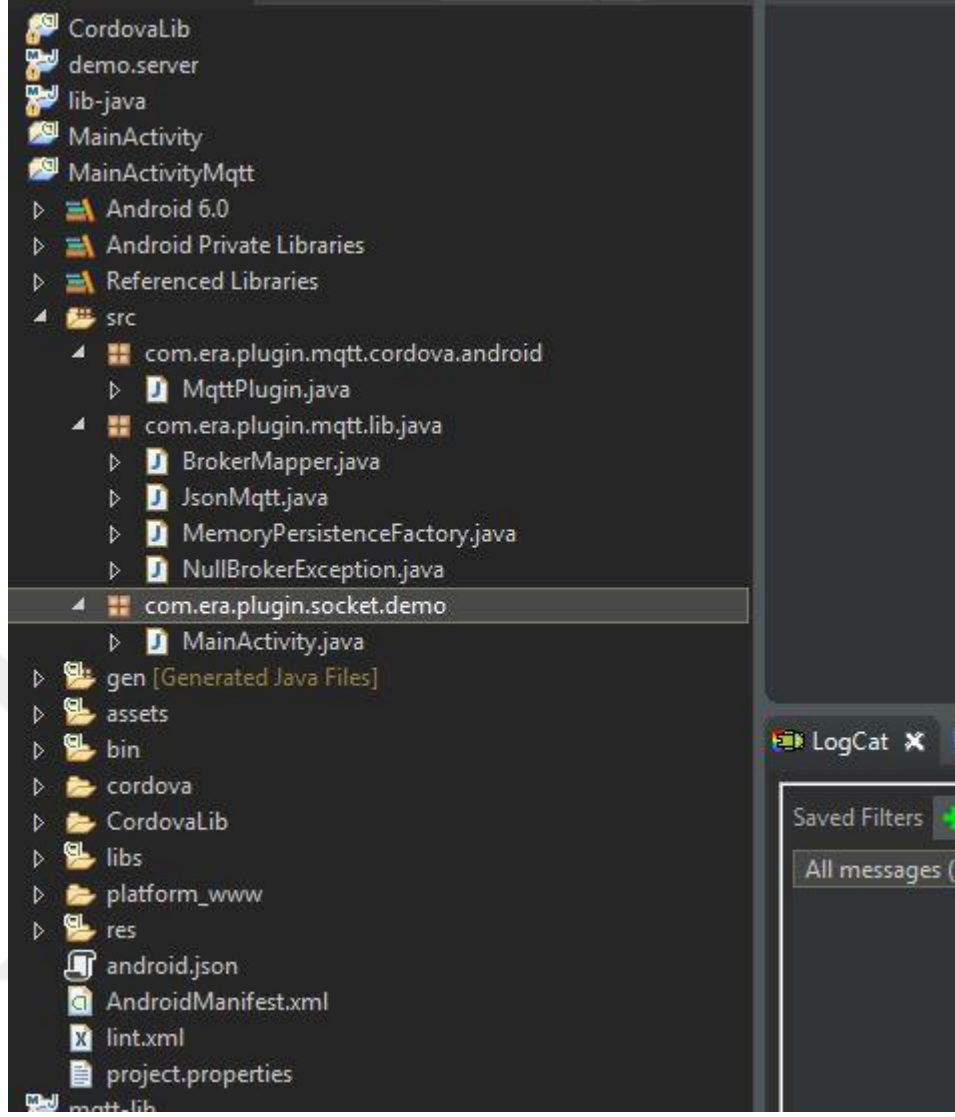 CordovaLib
demo.server
lib-java
MainActivity
MainActivityMqtt
Android 6.0
Android Private Libraries
Referenced Libraries
src
com.era.plugin.mqtt.cordova.android
MqttPlugin.java
com.era.plugin.mqtt.lib.java
BrokerMapper.java
JsonMqtt.java
MemoryPersistenceFactory.java
NullBrokerException.java
com.era.plugin.socket.demo
MainActivity.java
gen [Generated Java Files]
assets
bin
cordova
CordovaLib
libs
platform_www
res
android.json
AndroidManifest.xml
lint.xml
project.properties
mqtt-lib
LogCat
Saved Filters
All messages (